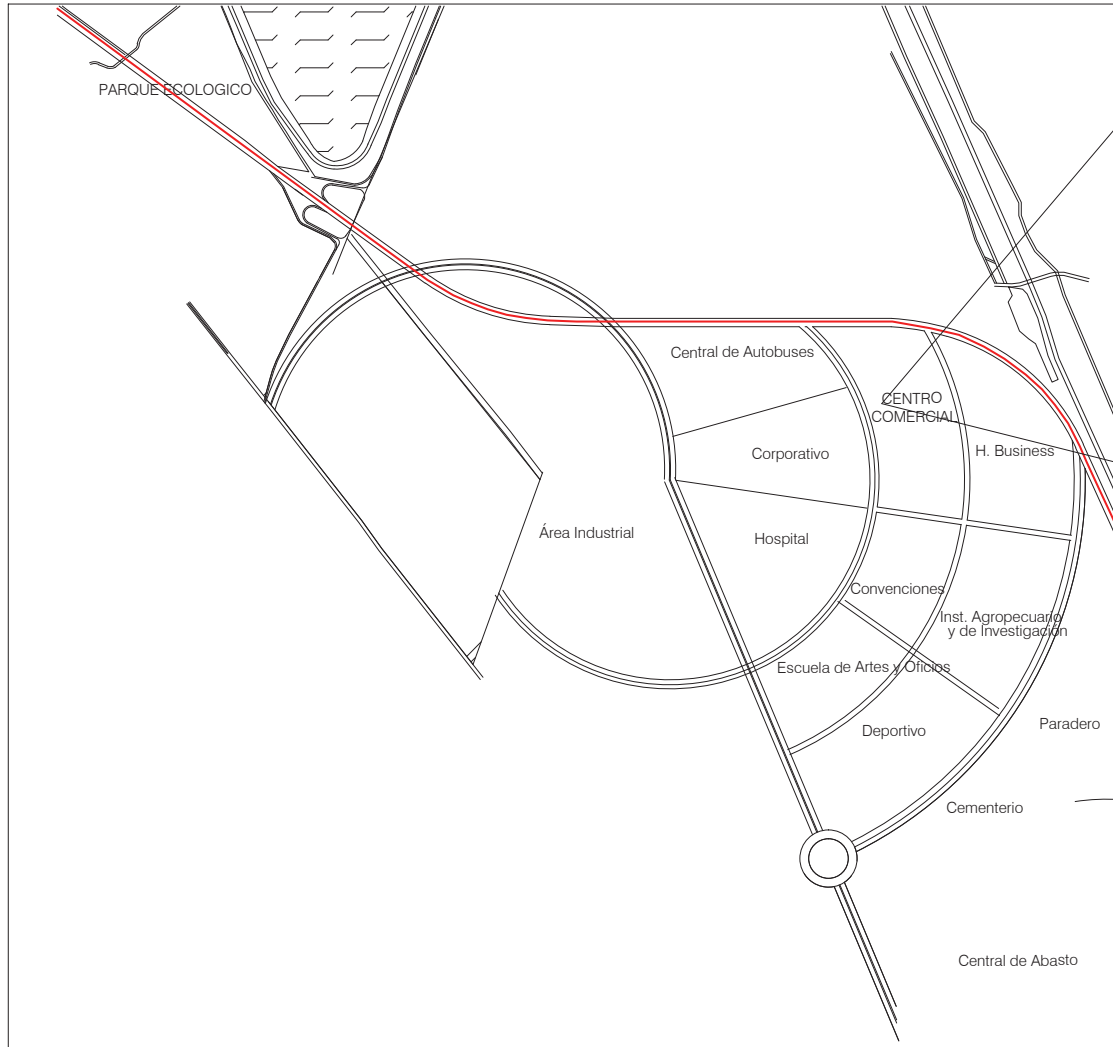 PARQUE ECOLOGICO
Central de Autobuses
CENTRO
COMERCIAL
Corporativo
H. Business
Área Industrial
Hospital
Convenciones
Inst. Agropecuario
y de Investigación
Escuela de Artes y Oficios
Deportivo
Paradero
Cementerio
Central de Abasto